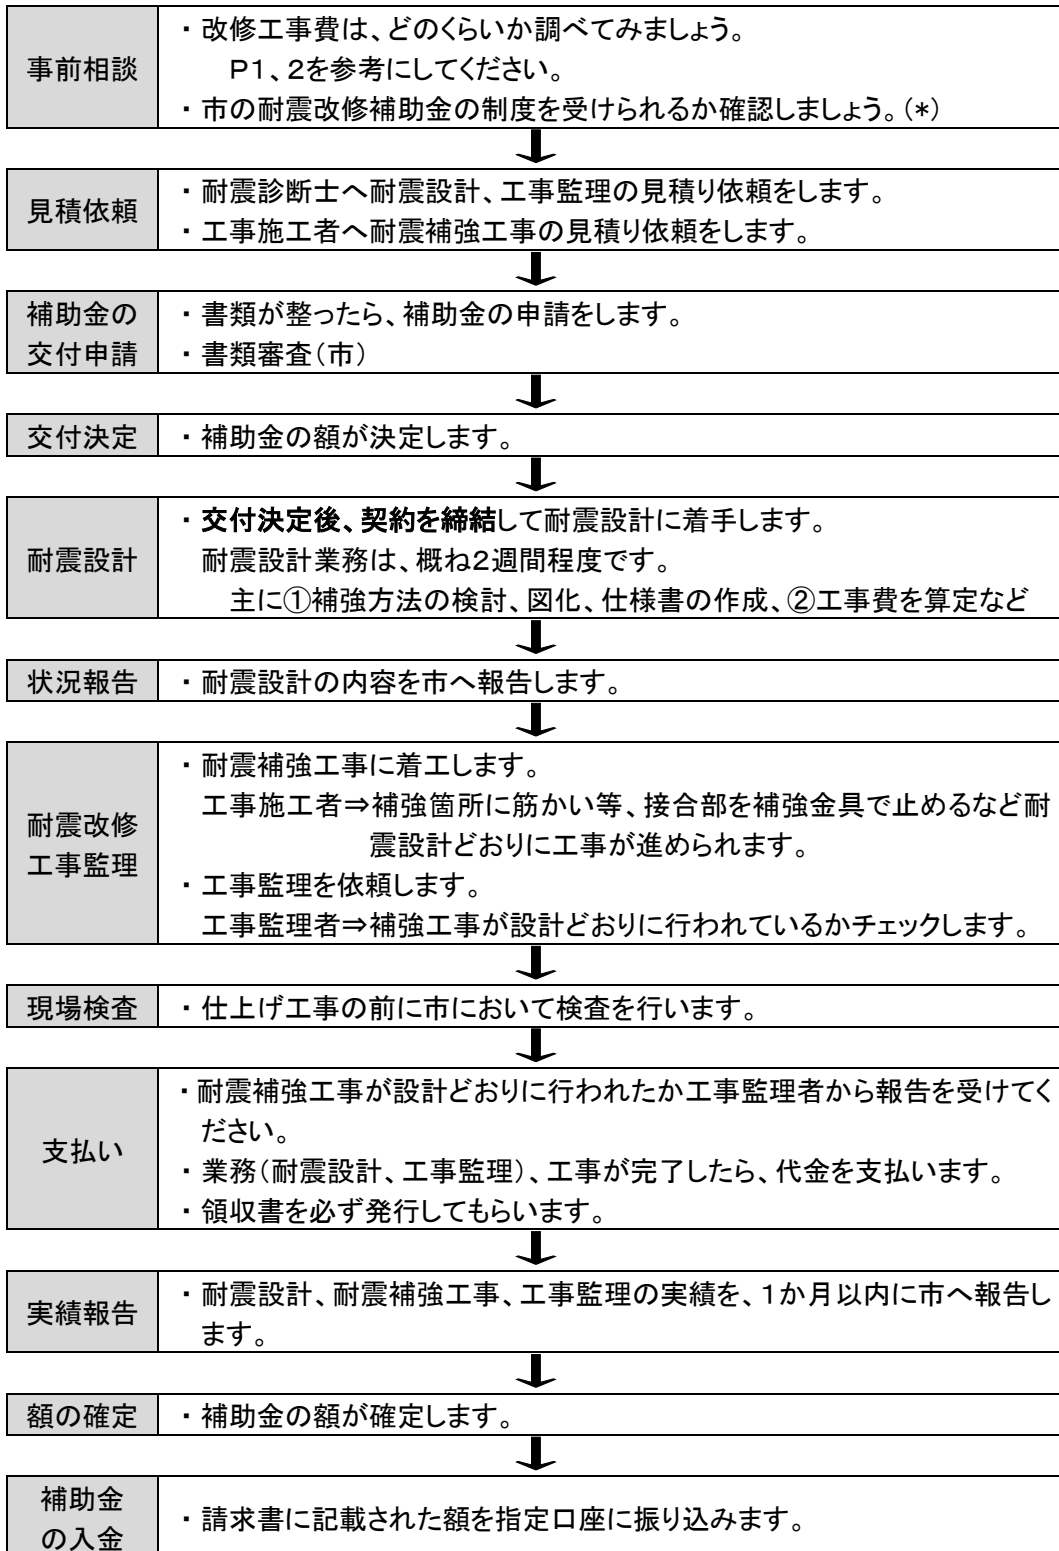 事前相談
・改修工事費は、どのくらいか調べてみましょう。
P1、2を参考にしてください。
・市の耐震改修補助金の制度を受けられるか確認しましょう。(*)
見積依頼
・耐震診断士へ耐震設計、工事監理の見積り依頼をします。
・工事施工者へ耐震補強工事の見積り依頼をします。
補助金の
交付申請
・書類が整ったら、補助金の申請をします。
・書類審査(市)
交付決定
・補助金の額が決定します。
耐震設計
・交付決定後、契約を締結して耐震設計に着手します。
耐震設計業務は、概ね2週間程度です。
主に①補強方法の検討、図化、仕様書の作成、②工事費を算定など
状況報告
・耐震設計の内容を市へ報告します。
耐震改修
工事監理
・耐震補強工事に着工します。
工事施工者⇒補強箇所に筋かい等、接合部を補強金具で止めるなど耐
震設計どおりに工事が進められます。
・工事監理を依頼します。
工事監理者⇒補強工事が設計どおりに行われているかチェックします。
現場検査
・仕上げ工事の前に市において検査を行います。
支払い
・耐震補強工事が設計どおりに行われたか工事監理者から報告を受けてく
ださい。
・業務(耐震設計、工事監理)、工事が完了したら、代金を支払います。
・領収書を必ず発行してもらいます。
実績報告
・耐震設計、耐震補強工事、工事監理の実績を、1か月以内に市へ報告し
ます。
額の確定
・補助金の額が確定します。
補助金
の入金
・請求書に記載された額を指定口座に振り込みます。